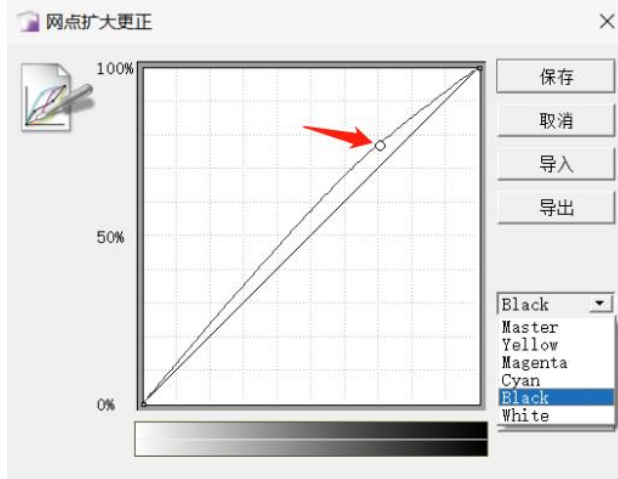 网点扩大更正
100%
50%
0%
保存
取消
导入
导出
Black
Master
Yellow
Magenta
Cyan
Black
White